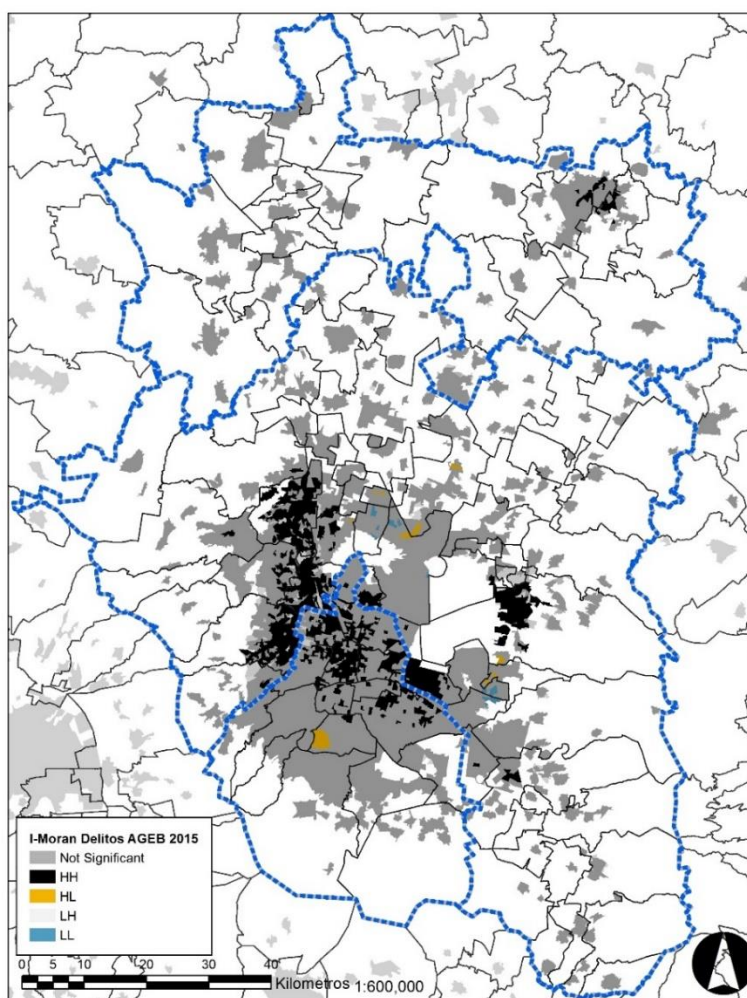 I-Moran Delitos AGEB 2015
Not Significant
HH
HL
LH
LL
0 5 10 20 30 40
Kilometros 1:600,000